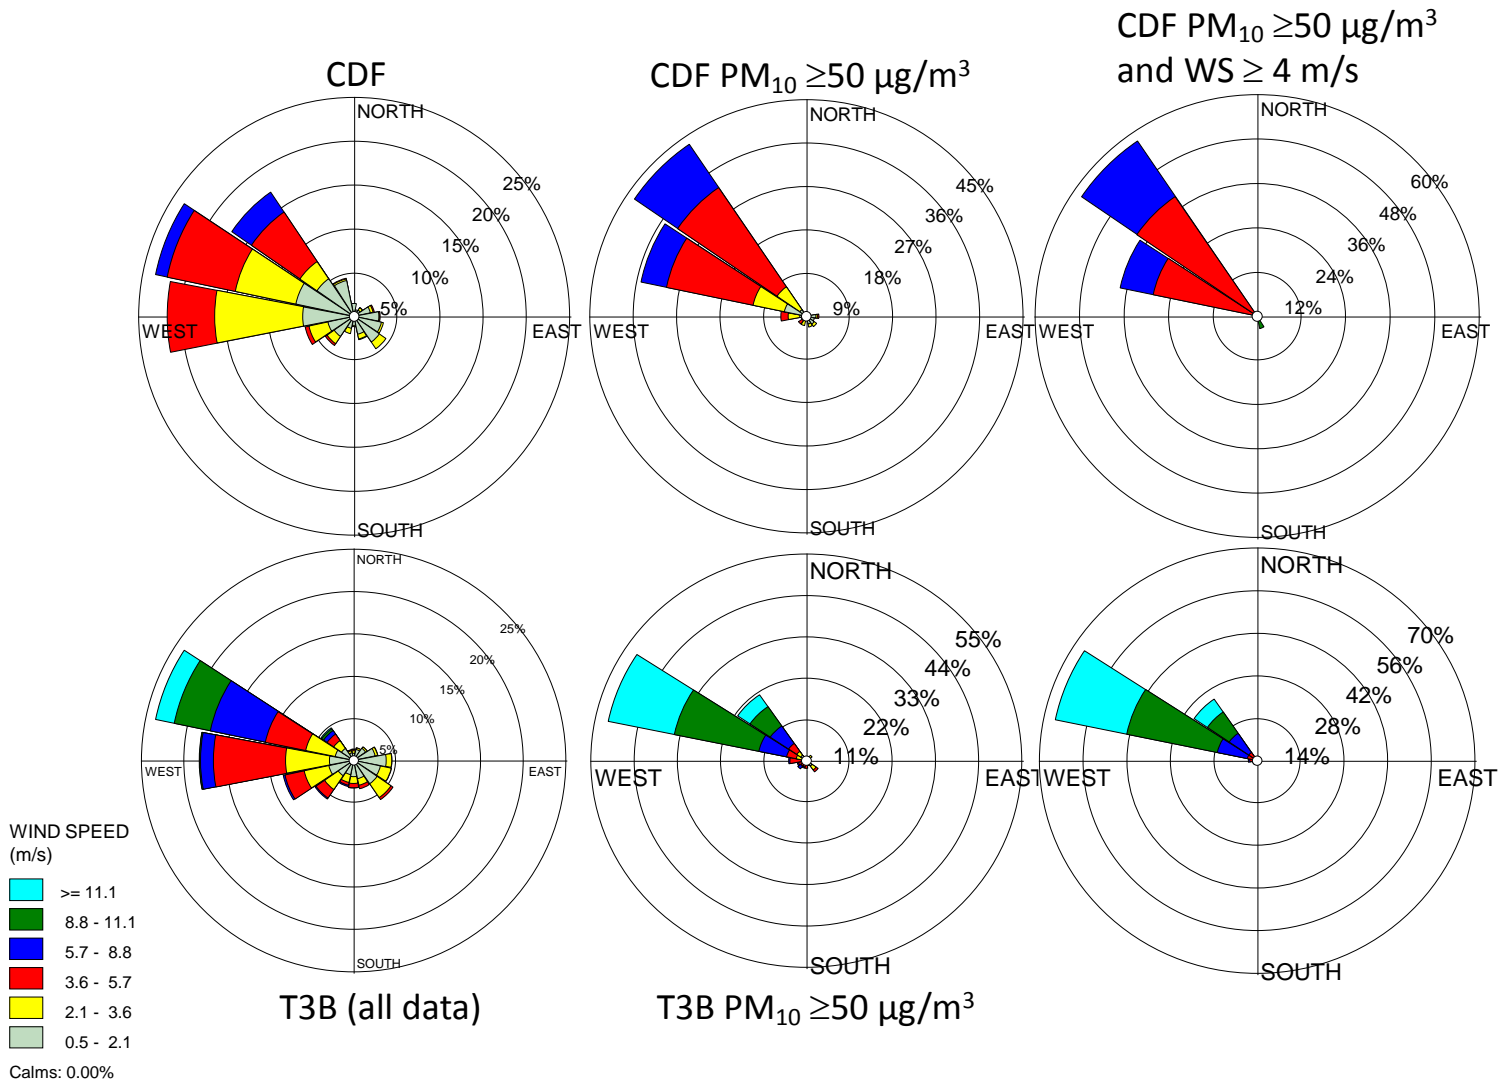 CDF
CDF PM10 ≥50 µg/m3
CDF PM10 ≥50 µg/m3
and WS ≥ 4 m/s
NORTH
25%
20%
15%
10%
5%
WEST
EAST
SOUTH
NORTH
45%
36%
27%
18%
9%
WEST
EAST
SOUTH
NORTH
60%
48%
36%
24%
12%
WEST
EAST
SOUTH
NORTH
25%
20%
15%
10%
5%
WEST
EAST
SOUTH
NORTH
55%
44%
33%
22%
11%
WEST
EAST
SOUTH
NORTH
70%
56%
42%
28%
14%
WEST
EAST
SOUTH
T3B (all data)
T3B PM10 ≥50 µg/m3
WIND SPEED
(m/s)
>= 11.1
8.8 - 11.1
5.7 - 8.8
3.6 - 5.7
2.1 - 3.6
0.5 - 2.1
Calms: 0.00%